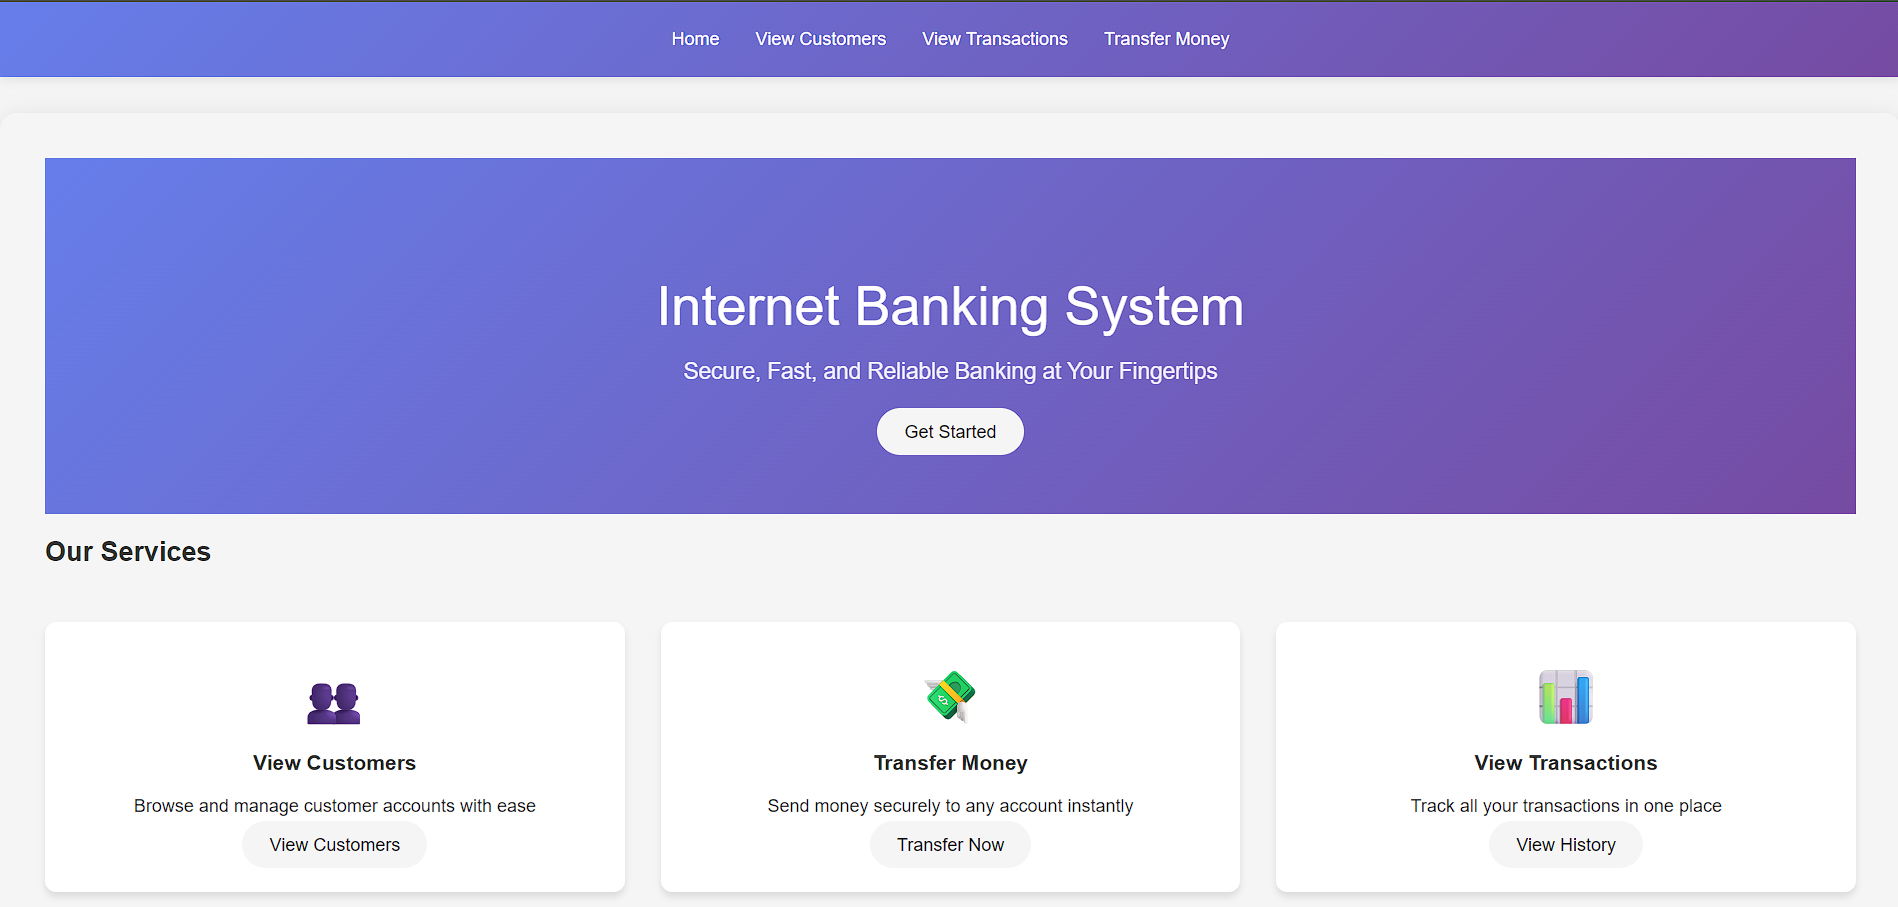 Home View Customers View Transactions Transfer Money
Internet Banking System
Secure, Fast, and Reliable Banking at Your Fingertips
Get Started
Our Services
View Customers
Browse and manage customer accounts with ease
View Customers
Transfer Money
Send money securely to any account instantly
Transfer Now
View Transactions
Track all your transactions in one place
View History